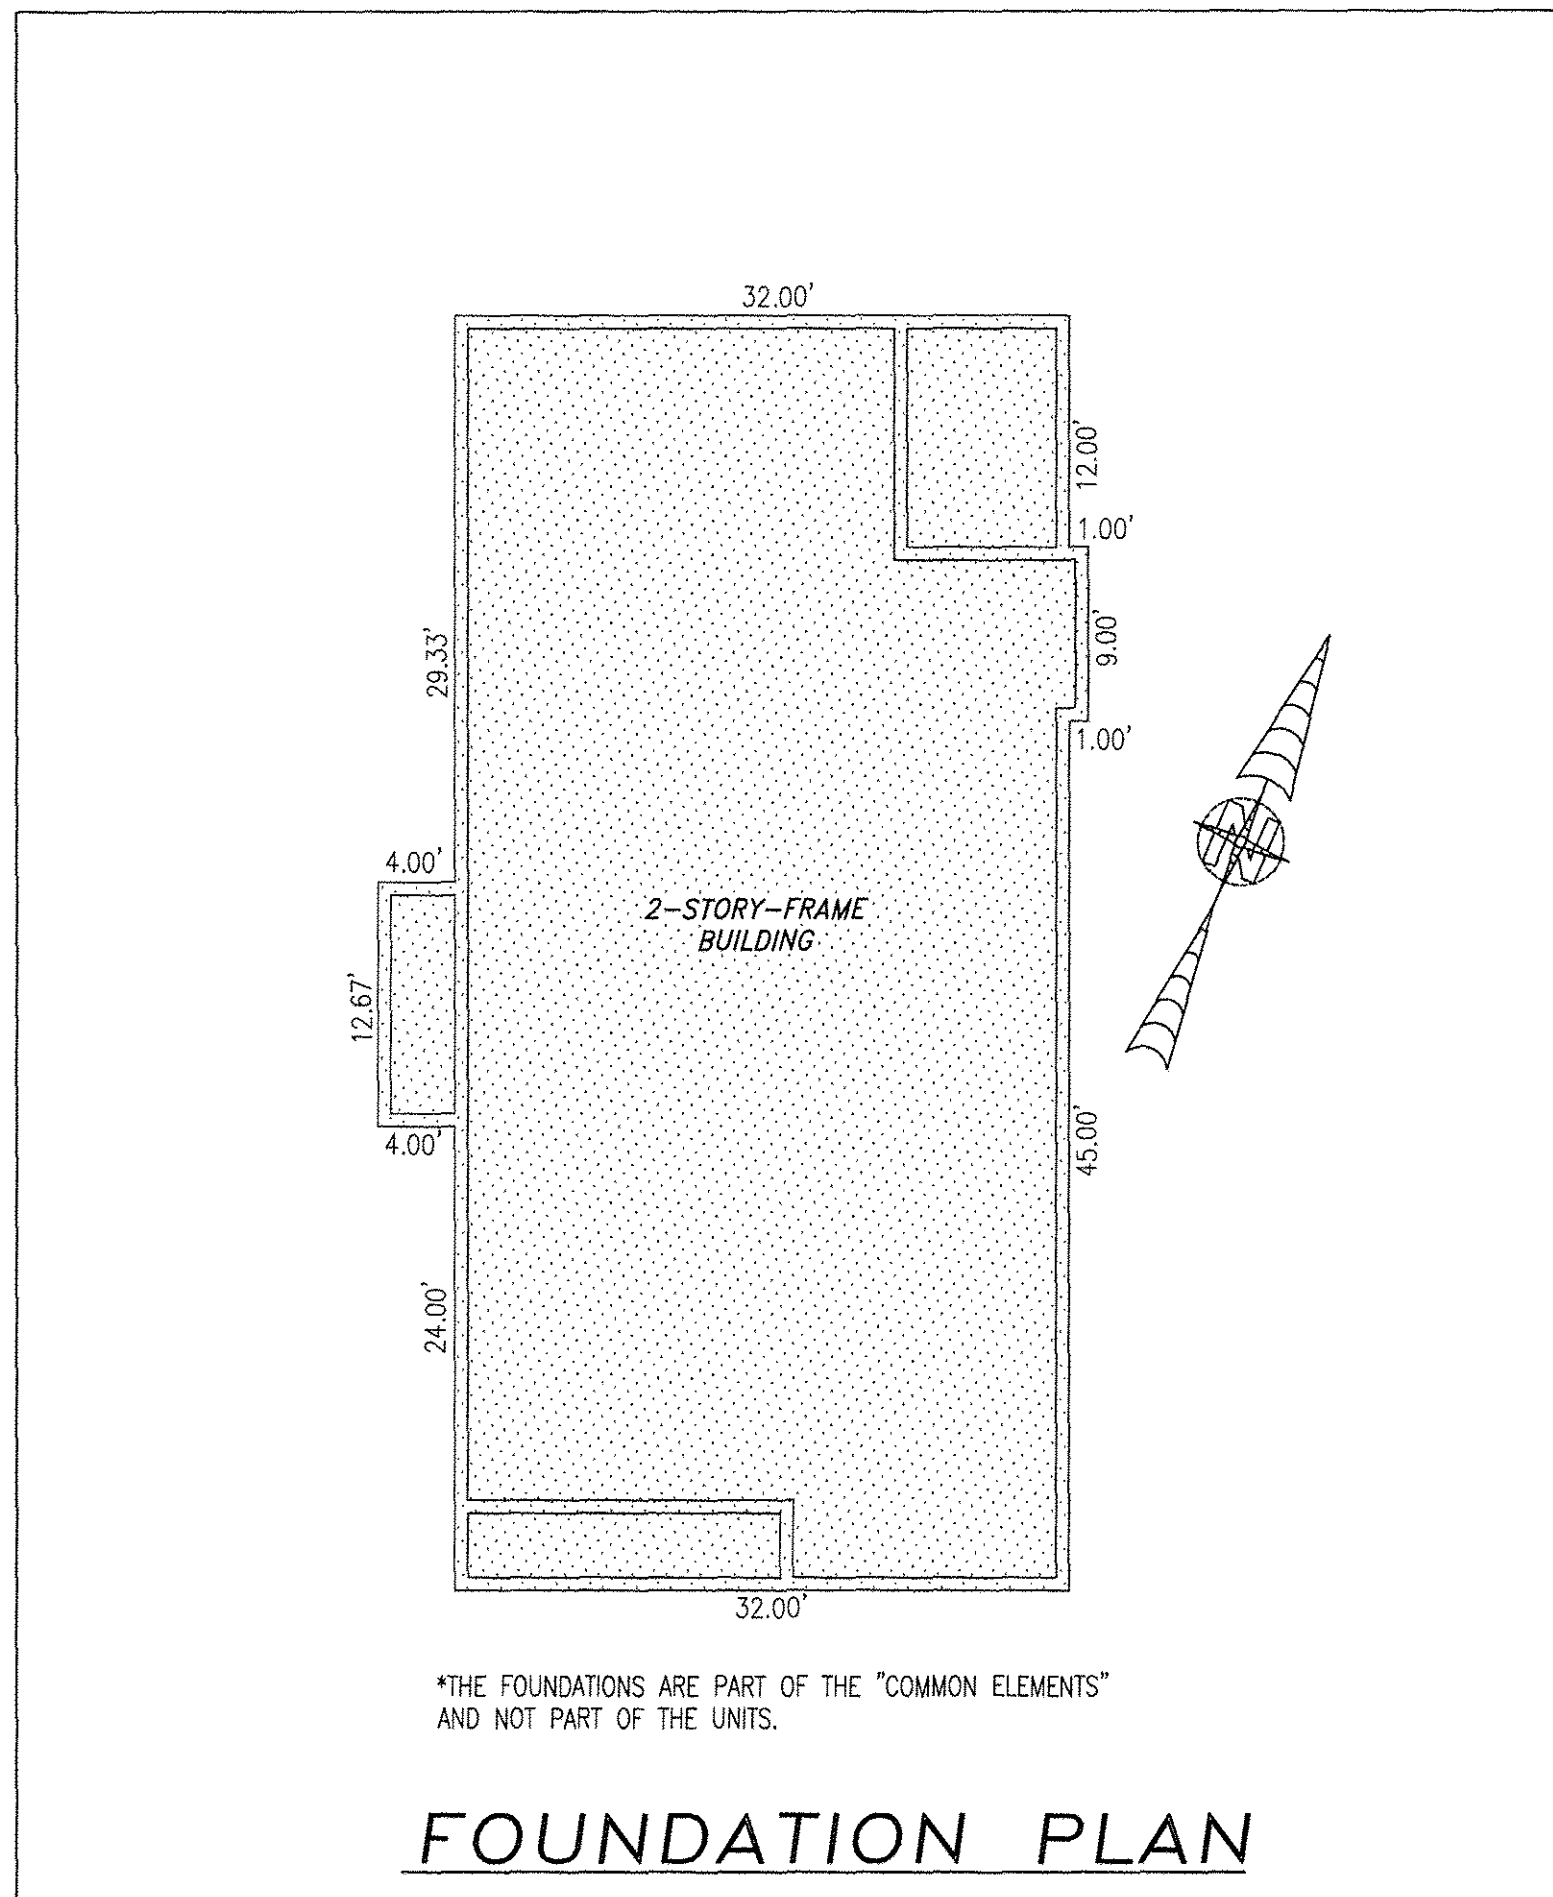 32.00'
12.00'
1.00'
29.33'
9.00'
1.00'
4.00'
2-STORY-FRAME
BUILDING
N
12.67'
4.00'
45.00'
24.00'
32.00'
*THE FOUNDATIONS ARE PART OF THE "COMMON ELEMENTS"
AND NOT PART OF THE UNITS.
FOUNDATION PLAN